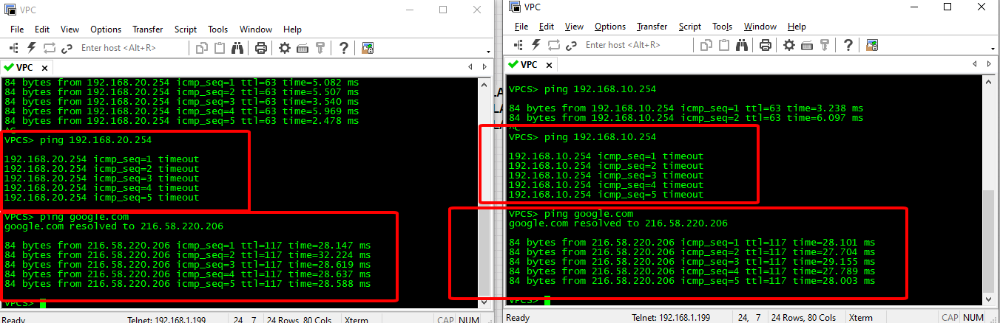 VPC
File Edit View Options Transfer Script Tools Window Help
Enter host <Alt+R>
VPC
84 bytes from 192.168.20.254 icmp_seq=1 ttl=63 time=5.082 ms
84 bytes from 192.168.20.254 icmp_seq=2 ttl=63 time=5.507 ms
84 bytes from 192.168.20.254 icmp_seq=3 ttl=63 time=3.540 ms
84 bytes from 192.168.20.254 icmp_seq=4 ttl=63 time=5.969 ms
84 bytes from 192.168.20.254 icmp_seq=5 ttl=63 time=2.478 ms
^C
VPCS> ping 192.168.20.254
192.168.20.254 icmp_seq=1 timeout
192.168.20.254 icmp_seq=2 timeout
192.168.20.254 icmp_seq=3 timeout
192.168.20.254 icmp_seq=4 timeout
192.168.20.254 icmp_seq=5 timeout
VPCS> ping google.com
google.com resolved to 216.58.220.206
84 bytes from 216.58.220.206 icmp_seq=1 ttl=117 time=28.147 ms
84 bytes from 216.58.220.206 icmp_seq=2 ttl=117 time=32.224 ms
84 bytes from 216.58.220.206 icmp_seq=3 ttl=117 time=28.619 ms
84 bytes from 216.58.220.206 icmp_seq=4 ttl=117 time=28.637 ms
84 bytes from 216.58.220.206 icmp_seq=5 ttl=117 time=28.588 ms
VPCS>
Ready Telnet: 192.168.1.199 24, 7 24 Rows, 80 Cols Xterm CAP NUM
VPC
File Edit View Options Transfer Script Tools Window Help
Enter host <Alt+R>
VPC
VPCS> ping 192.168.10.254
84 bytes from 192.168.10.254 icmp_seq=1 ttl=63 time=3.238 ms
84 bytes from 192.168.10.254 icmp_seq=2 ttl=63 time=6.097 ms
^C
VPCS> ping 192.168.10.254
192.168.10.254 icmp_seq=1 timeout
192.168.10.254 icmp_seq=2 timeout
192.168.10.254 icmp_seq=3 timeout
192.168.10.254 icmp_seq=4 timeout
192.168.10.254 icmp_seq=5 timeout
VPCS> ping google.com
google.com resolved to 216.58.220.206
84 bytes from 216.58.220.206 icmp_seq=1 ttl=117 time=28.101 ms
84 bytes from 216.58.220.206 icmp_seq=2 ttl=117 time=27.704 ms
84 bytes from 216.58.220.206 icmp_seq=3 ttl=117 time=29.155 ms
84 bytes from 216.58.220.206 icmp_seq=4 ttl=117 time=27.789 ms
84 bytes from 216.58.220.206 icmp_seq=5 ttl=117 time=28.003 ms
VPCS>
Ready Telnet: 192.168.1.199 24, 7 24 Rows, 80 Cols Xterm CAP NUM